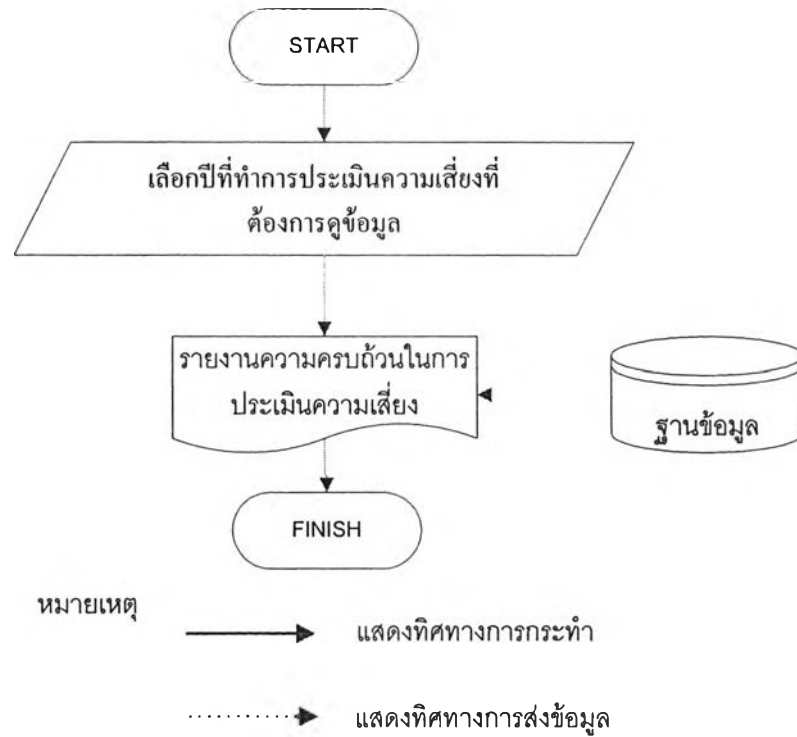 START
เลือกปีที่ทำการประเมินความเสี่ยงที่
ต้องการดูข้อมูล
รายงานความครบถ้วนในการ
ประเมินความเสี่ยง
ฐานข้อมูล
FINISH
หมายเหตุ
แสดงทิศทางการกระทำ
แสดงทิศทางการส่งข้อมูล